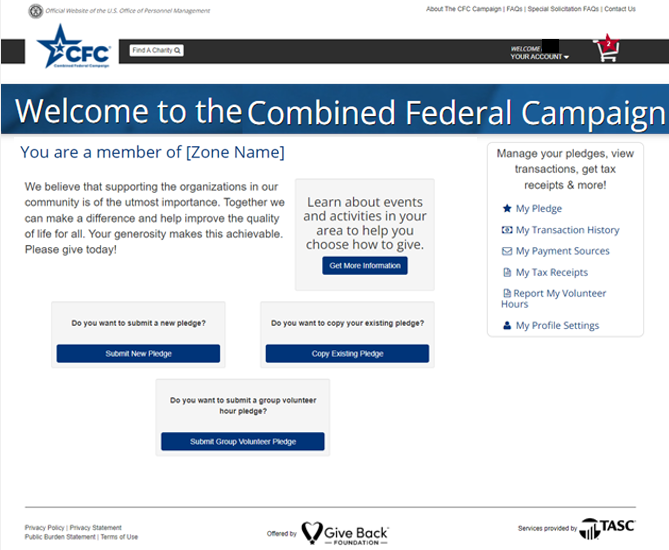 Official Website of the U.S. Office of Personnel Management
About The CFC Campaign | FAQs | Special Solicitation FAQs | Contact Us
CFC
Combined Federal Campaign
Find A Charity
WELCOME
YOUR ACCOUNT
2
Welcome to the Combined Federal Campaign
You are a member of [Zone Name]
We believe that supporting the organizations in our
community is of the utmost importance. Together we
can make a difference and help improve the quality
of life for all. Your generosity makes this achievable.
Please give today!
Learn about events
and activities in your
area to help you
choose how to give.
Get More Information
Manage your pledges, view
transactions, get tax
receipts & more!
My Pledge
My Transaction History
My Payment Sources
My Tax Receipts
Report My Volunteer
Hours
My Profile Settings
Do you want to submit a new pledge?
Submit New Pledge
Do you want to copy your existing pledge?
Copy Existing Pledge
Do you want to submit a group volunteer
hour pledge?
Submit Group Volunteer Pledge
Privacy Policy | Privacy Statement
Public Burden Statement | Terms of Use
Offered by
Give Back
FOUNDATION
Services provided by
TASC